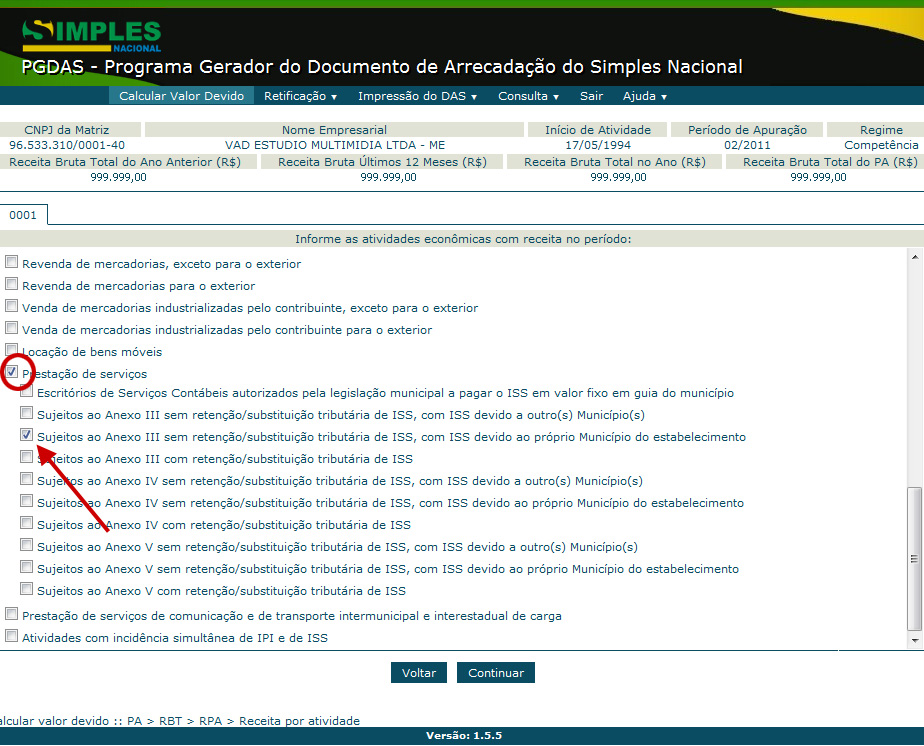 SIMPLES
NACIONAL
PGDAS - Programa Gerador do Documento de Arrecadação do Simples Nacional
Calcular Valor Devido Retificação Impressão do DAS Consulta Sair Ajuda
CNPJ da Matriz Nome Empresarial Início de Atividade Período de Apuração Regime
96.533.310/0001-40 VAD ESTUDIO MULTIMIDIA LTDA - ME 17/05/1994 02/2011 Competência
Receita Bruta Total do Ano Anterior (R$) Receita Bruta Últimos 12 Meses (R$) Receita Bruta Total no Ano (R$) Receita Bruta Total do PA (R$)
999.999,00 999.999,00 999.999,00 999.999,00
0001
Informe as atividades econômicas com receita no período:
Revenda de mercadorias, exceto para o exterior
Revenda de mercadorias para o exterior
Venda de mercadorias industrializadas pelo contribuinte, exceto para o exterior
Venda de mercadorias industrializadas pelo contribuinte para o exterior
Locação de bens móveis
Prestação de serviços
Escritórios de Serviços Contábeis autorizados pela legislação municipal a pagar o ISS em valor fixo em guia do município
Sujeitos ao Anexo III sem retenção/substituição tributária de ISS, com ISS devido a outro(s) Município(s)
Sujeitos ao Anexo III sem retenção/substituição tributária de ISS, com ISS devido ao próprio Município do estabelecimento
Sujeitos ao Anexo III com retenção/substituição tributária de ISS
Sujeitos ao Anexo IV sem retenção/substituição tributária de ISS, com ISS devido a outro(s) Município(s)
Sujeitos ao Anexo IV sem retenção/substituição tributária de ISS, com ISS devido ao próprio Município do estabelecimento
Sujeitos ao Anexo IV com retenção/substituição tributária de ISS
Sujeitos ao Anexo V sem retenção/substituição tributária de ISS, com ISS devido a outro(s) Município(s)
Sujeitos ao Anexo V sem retenção/substituição tributária de ISS, com ISS devido ao próprio Município do estabelecimento
Sujeitos ao Anexo V com retenção/substituição tributária de ISS
Prestação de serviços de comunicação e de transporte intermunicipal e interestadual de carga
Atividades com incidência simultânea de IPI e de ISS
Voltar Continuar
alcular valor devido :: PA > RBT > RPA > Receita por atividade
Versão: 1.5.5